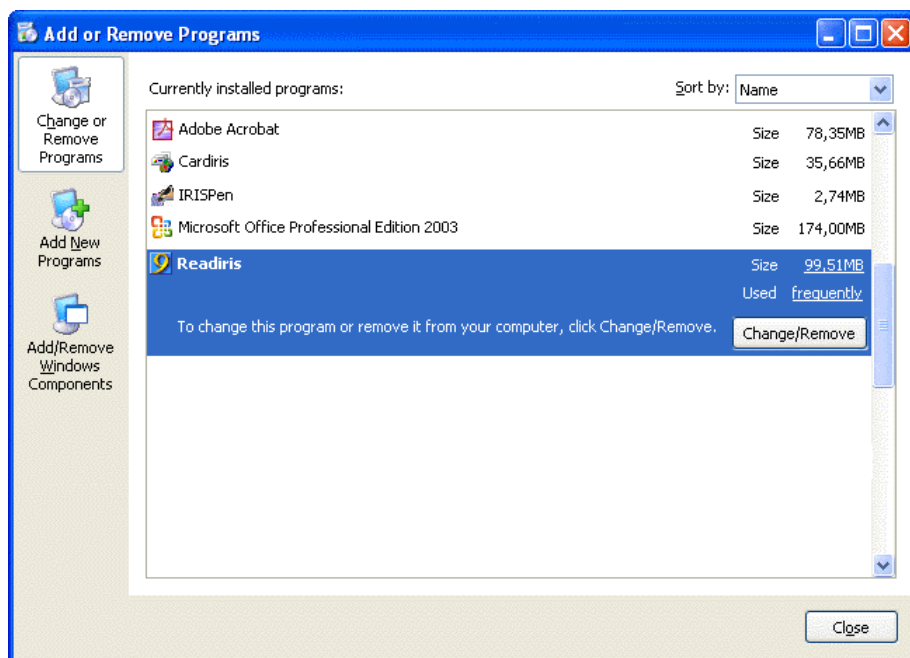 Add or Remove Programs
Change or
Remove
Programs
Add New
Programs
Add/Remove
Windows
Components
Currently installed programs:
Sort by: Name
Adobe Acrobat Size 78,35MB
Cardiris Size 35,66MB
IRISPen Size 2,74MB
Microsoft Office Professional Edition 2003 Size 174,00MB
9 Readiris Size 99,51MB
Used frequently
To change this program or remove it from your computer, click Change/Remove. Change/Remove
Close